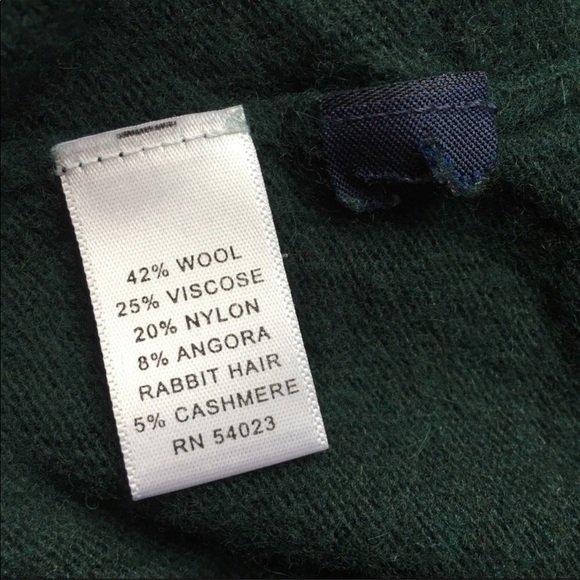 42% WOOL
25% VISCOSE
20% NYLON
8% ANGORA
RABBIT HAIR
5% CASHMERE
RN 54023